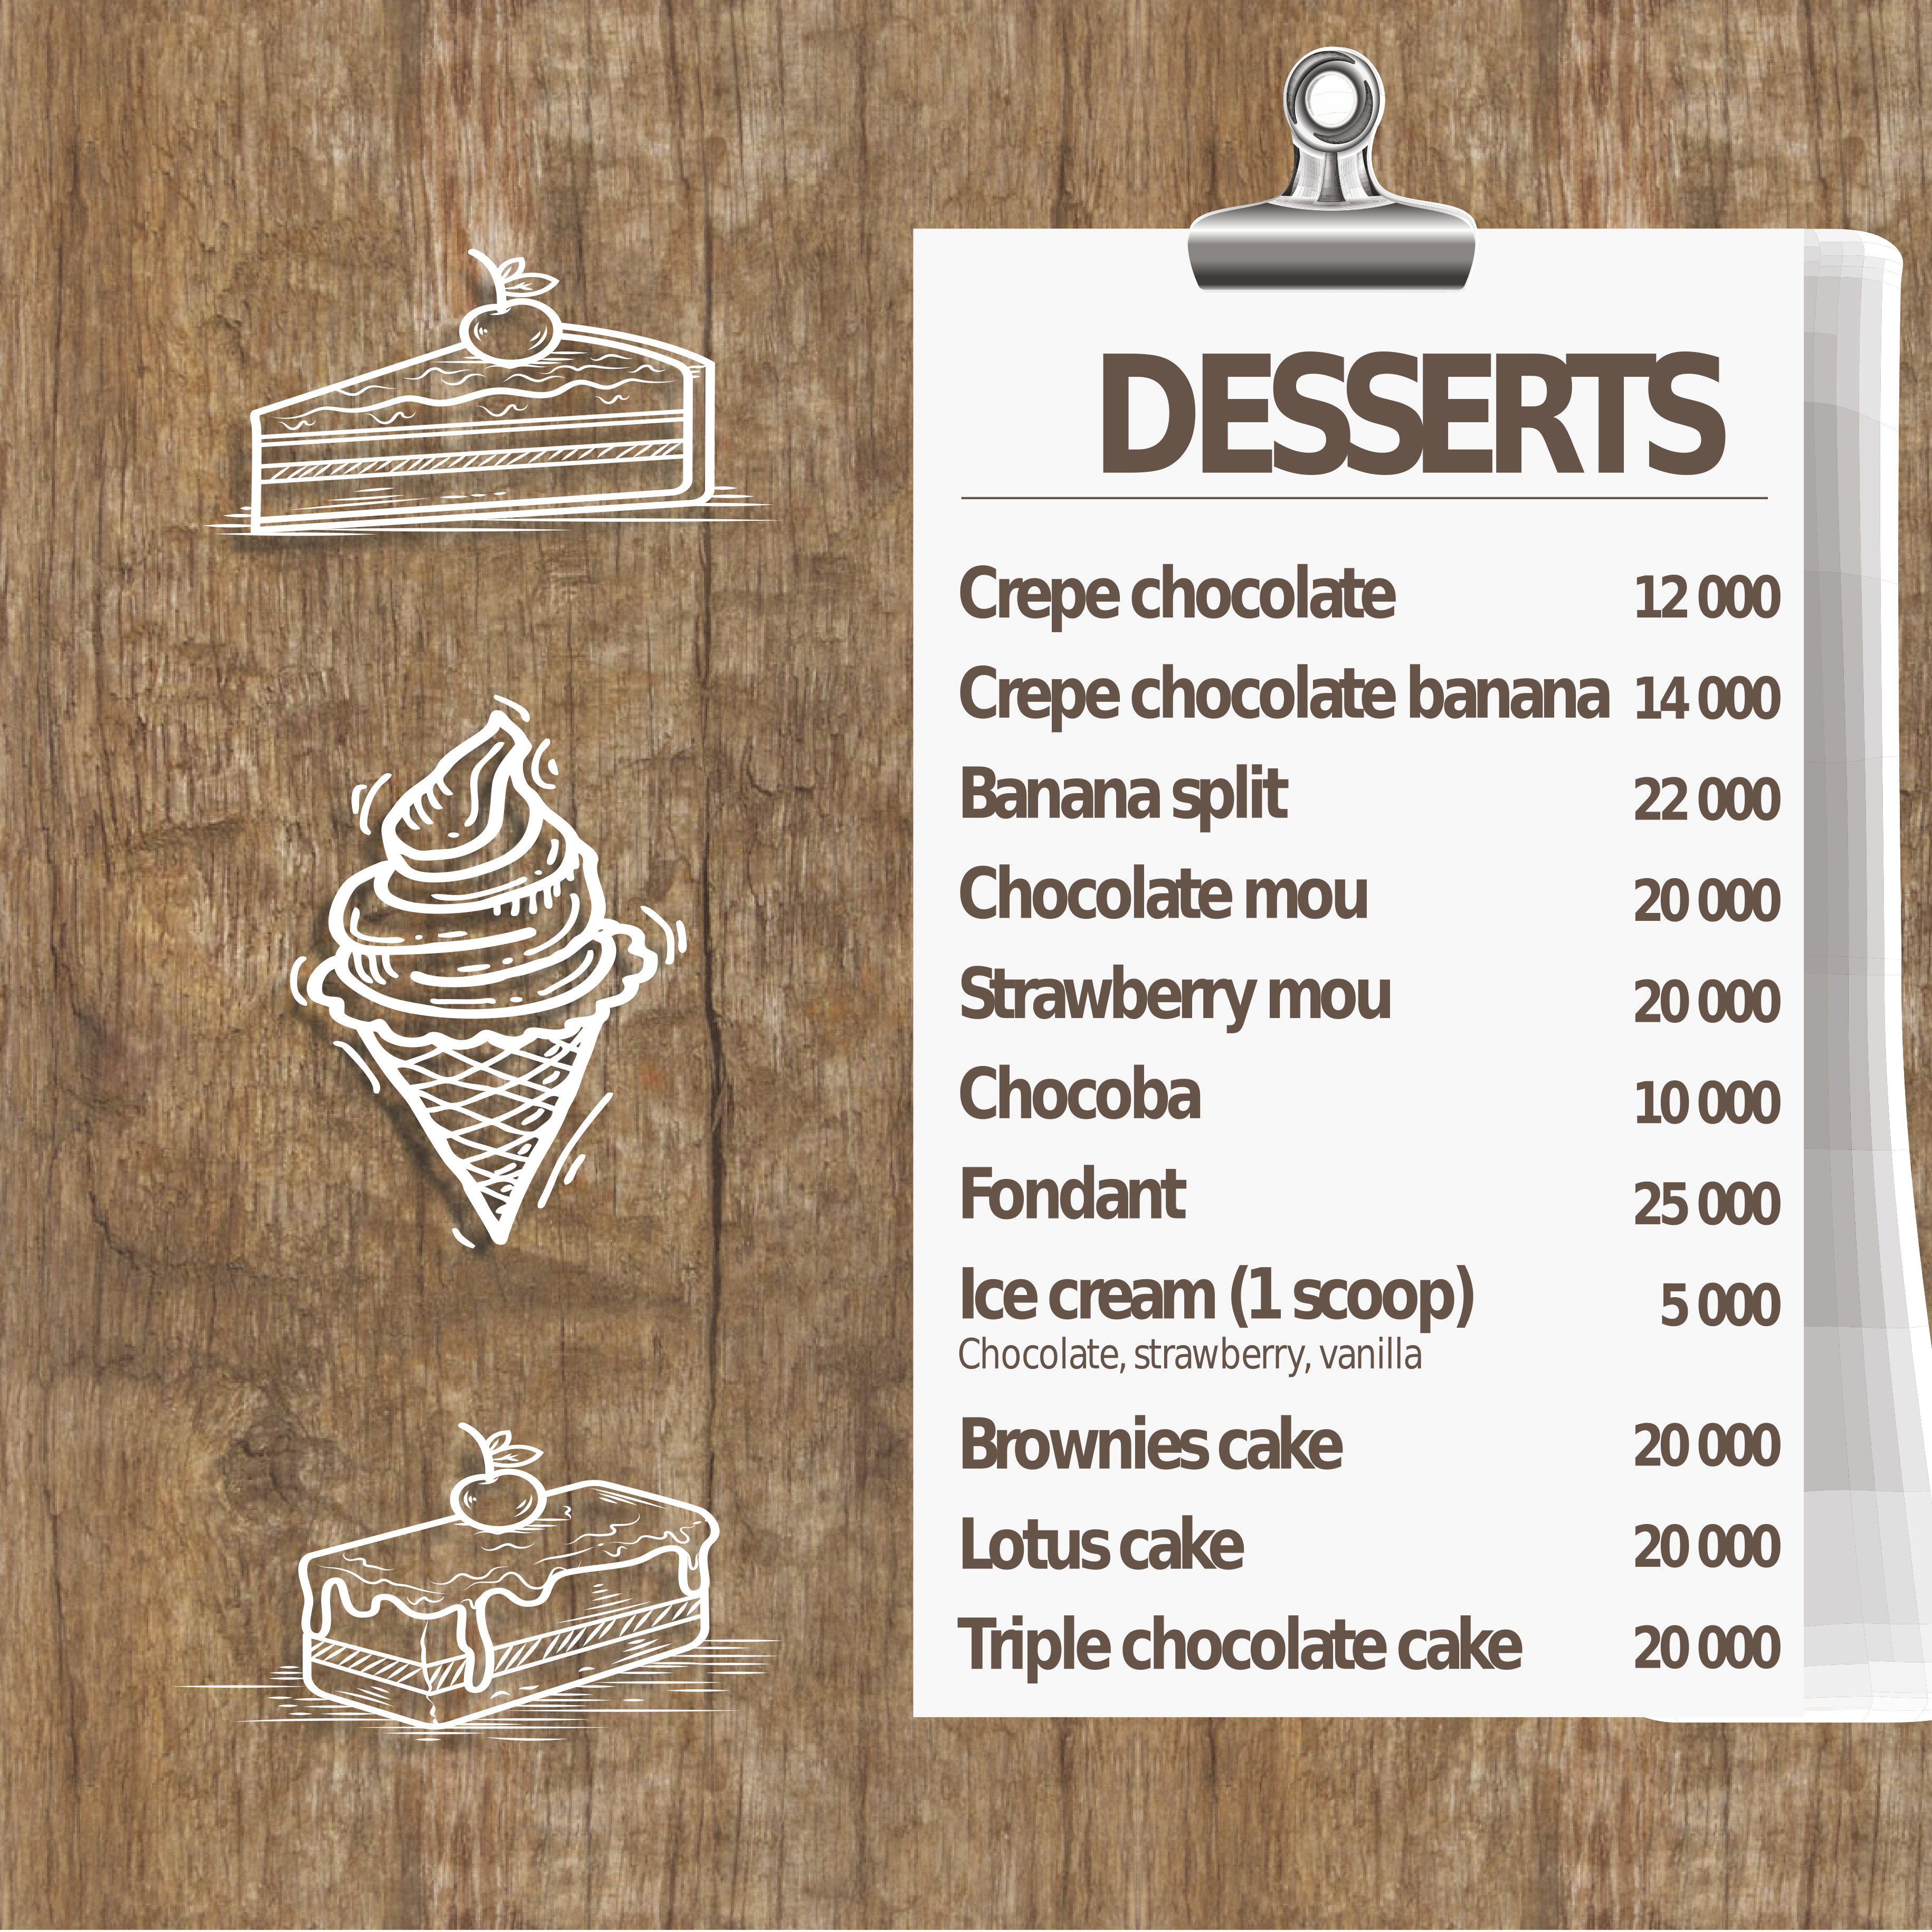 DESSERTS
Crepe chocolate 12 000
Crepe chocolate banana 14 000
Banana split 22 000
Chocolate mou 20 000
Strawberry mou 20 000
Chocoba 10 000
Fondant 25 000
Ice cream (1 scoop) 5 000
Chocolate, strawberry, vanilla
Brownies cake 20 000
Lotus cake 20 000
Triple chocolate cake 20 000